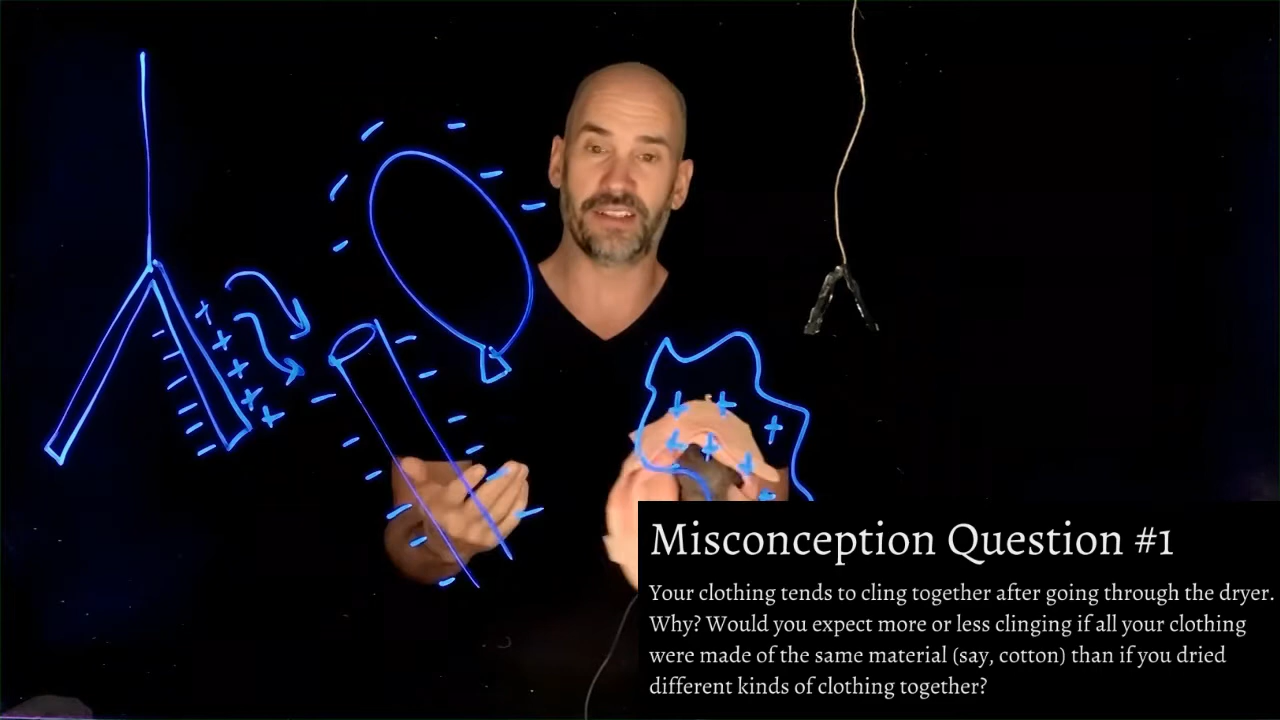 Misconception Question #1
Your clothing tends to cling together after going through the dryer.
Why? Would you expect more or less clinging if all your clothing
were made of the same material (say, cotton) than if you dried
different kinds of clothing together?